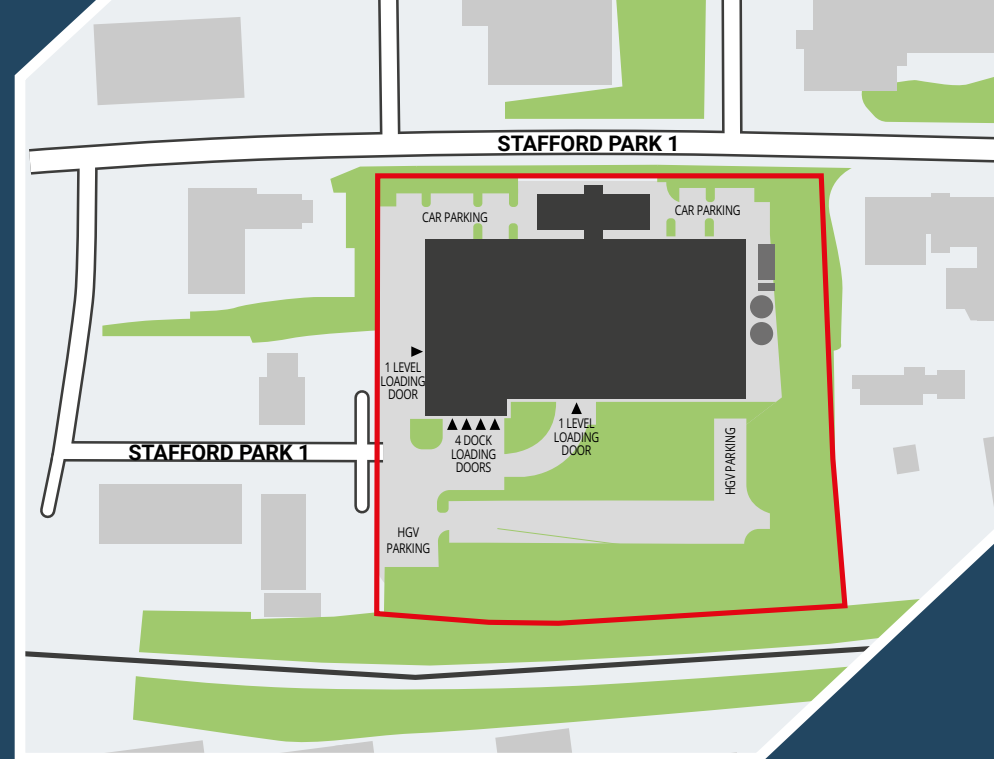 STAFFORD PARK 1
CAR PARKING
CAR PARKING
1 LEVEL
LOADING
DOOR
4 DOCK
LOADING
DOORS
1 LEVEL
LOADING
DOOR
HGV PARKING
STAFFORD PARK 1
HGV
PARKING